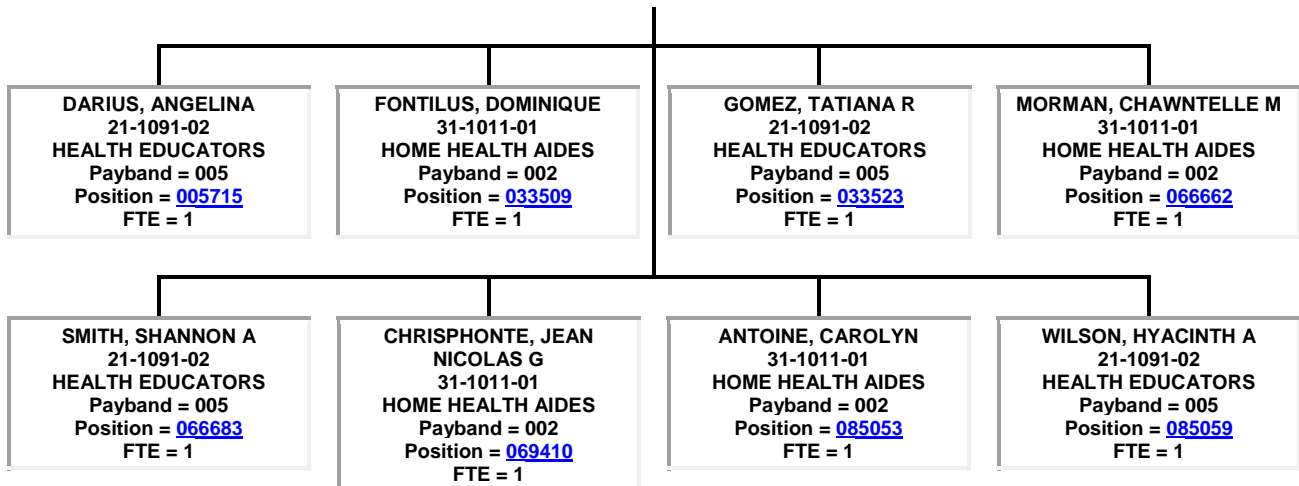 DARIUS, ANGELINA
21-1091-02
HEALTH EDUCATORS
Payband = 005
Position = 005715
FTE = 1
FONTILUS, DOMINIQUE
31-1011-01
HOME HEALTH AIDES
Payband = 002
Position = 033509
FTE = 1
GOMEZ, TATIANA R
21-1091-02
HEALTH EDUCATORS
Payband = 005
Position = 033523
FTE = 1
MORMAN, CHAWNTELLE M
31-1011-01
HOME HEALTH AIDES
Payband = 002
Position = 066662
FTE = 1
SMITH, SHANNON A
21-1091-02
HEALTH EDUCATORS
Payband = 005
Position = 066683
FTE = 1
CHRISPHONTE, JEAN
NICOLAS G
31-1011-01
HOME HEALTH AIDES
Payband = 002
Position = 069410
FTE = 1
ANTOINE, CAROLYN
31-1011-01
HOME HEALTH AIDES
Payband = 002
Position = 085053
FTE = 1
WILSON, HYACINTH A
21-1091-02
HEALTH EDUCATORS
Payband = 005
Position = 085059
FTE = 1